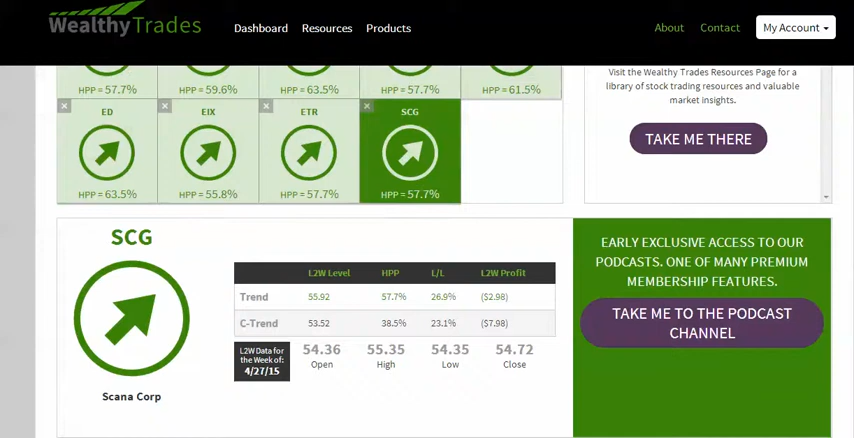 WealthyTrades
Dashboard Resources Products
About Contact My Account
HPP = 57.7% HPP = 59.6% HPP = 63.5% HPP = 57.7% HPP = 61.5%
Visit the Wealthy Trades Resources Page for a
library of stock trading resources and valuable
market insights.
TAKE ME THERE
ED EIX ETR SCG
HPP = 63.5% HPP = 55.8% HPP = 57.7% HPP = 57.7%
SCG
Scana Corp
L2W Level HPP L/L L2W Profit
Trend 55.92 57.7% 26.9% ($2.98)
C-Trend 53.52 38.5% 23.1% ($7.98)
L2W Data for
the Week of:
4/27/15
54.36 55.35 54.35 54.72
Open High Low Close
EARLY EXCLUSIVE ACCESS TO OUR
PODCASTS. ONE OF MANY PREMIUM
MEMBERSHIP FEATURES.
TAKE ME TO THE PODCAST
CHANNEL